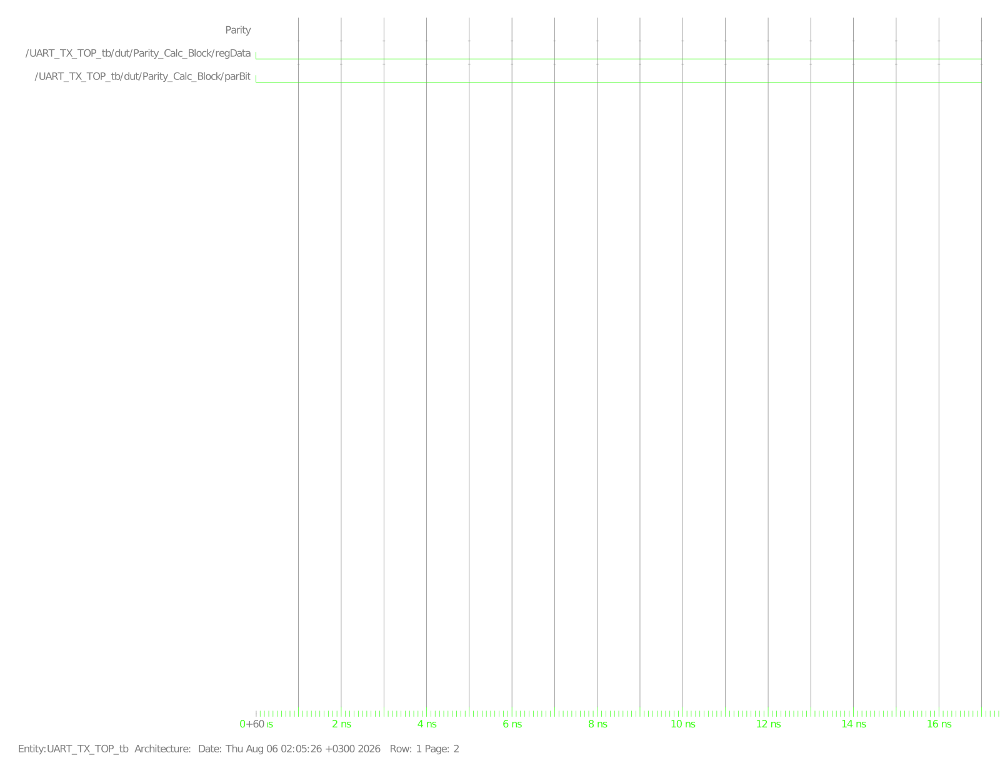 Parity
/UART_TX_TOP_tb/dut/Parity_Calc_Block/regData
/UART_TX_TOP_tb/dut/Parity_Calc_Block/parBit
0+60 2 ns 4 ns 6 ns 8 ns 10 ns 12 ns 14 ns 16 ns
Entity:UART_TX_TOP_tb Architecture: Date: Thu Aug 06 02:05:26 +0300 2026 Row: 1 Page: 2